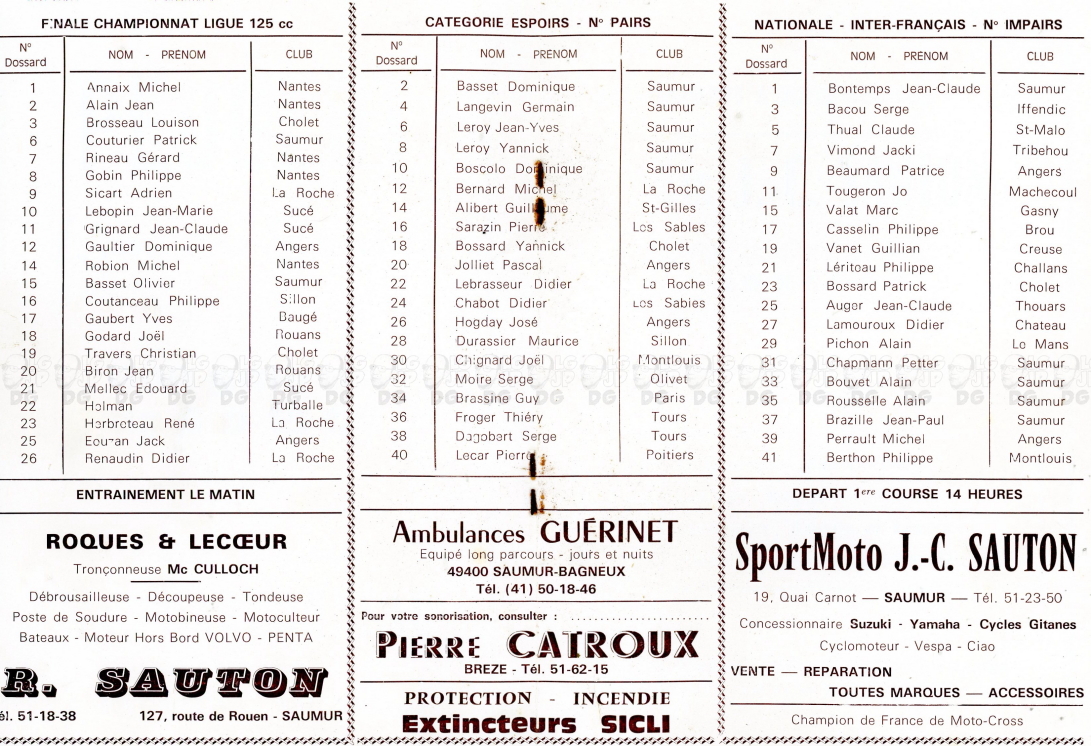 FINALE CHAMPIONNAT LIGUE 125 cc
N° Dossard NOM - PRENOM CLUB
1 Annaix Michel Nantes
2 Alain Jean Nantes
3 Brosseau Louison Cholet
6 Couturier Patrick Saumur
7 Rineau Gérard Nantes
8 Gobin Philippe Nantes
9 Sicart Adrien La Roche
10 Lebopin Jean-Marie Sucé
11 Grignard Jean-Claude Sucé
12 Gaultier Dominique Angers
14 Robion Michel Nantes
15 Basset Olivier Saumur
16 Coutanceau Philippe Sillon
17 Gaubert Yves Baugé
18 Godard Joël Rouans
19 Travers Christian Cholet
20 Biron Jean Rouans
21 Mellec Edouard Sucé
22 Holman Turballe
23 Harbroteau René La Roche
25 Jack Angers
26 Renaudin Didier La Roche
ENTRAINEMENT LE MATIN
ROQUES & LECŒUR
Tronçonneuse Mc CULLOCH
Débrousailleuse - Découpeuse - Tondeuse
Poste de Soudure - Motobineuse - Motoculteur
Bateaux - Moteur Hors Bord VOLVO - PENTA
R. SAUTON
él. 51-18-38 127, route de Rouen - SAUMUR
CATEGORIE ESPOIRS - N° PAIRS
N° Dossard NOM - PRENOM CLUB
2 Basset Dominique Saumur
4 Langevin Germain Saumur
6 Leroy Jean-Yves Saumur
8 Leroy Yannick Saumur
10 Boscolo Dominique Saumur
12 Bernard Michel La Roche
14 Alibert Guillaume St-Gilles
16 Sarazin Pierre Les Sables
18 Bossard Yannick Cholet
20 Jolliet Pascal Angers
22 Lebrasseur Didier La Roche
24 Chabot Didier Les Sables
26 Hogday José Angers
28 Durassier Maurice Sillon
30 Chignard Joël Montlouis
32 Moire Serge Olivet
34 Brassine Guy Paris
36 Froger Thiéry Tours
38 Dagobert Serge Tours
40 Lecar Pierre Poitiers
Ambulances GUÉRINET
Equipé long parcours - jours et nuits
49400 SAUMUR-BAGNEUX
Tél. (41) 50-18-46
Pour votre sonorisation, consulter :
PIERRE CATROUX
BREZE - Tél. 51-62-15
PROTECTION - INCENDIE
Extincteurs SICLI
NATIONALE - INTER-FRANÇAIS - N° IMPAIRS
N° Dossard NOM - PRENOM CLUB
1 Bontemps Jean-Claude Saumur
3 Bacou Serge Iffendic
5 Thual Claude St-Malo
7 Vimond Jacki Tribehou
9 Beaumard Patrice Angers
11 Tougeron Jo Machecoul
15 Valat Marc Gasny
17 Casselin Philippe Brou
19 Vanet Guillian Creuse
21 Léritoau Philippe Challans
23 Bossard Patrick Cholet
25 Auger Jean-Claude Thouars
27 Lamouroux Didier Chateau
29 Pichon Alain Le Mans
31 Chapmann Petter Saumur
33 Bouvet Alain Saumur
35 Rousselle Alain Saumur
37 Brazille Jean-Paul Saumur
39 Perrault Michel Angers
41 Berthon Philippe Montlouis
DEPART 1ere COURSE 14 HEURES
SportMoto J.-C. SAUTON
19, Quai Carnot — SAUMUR — Tél. 51-23-50
Concessionnaire Suzuki - Yamaha - Cycles Gitanes
Cyclomoteur - Vespa - Ciao
VENTE — REPARATION
TOUTES MARQUES — ACCESSOIRES
Champion de France de Moto-Cross